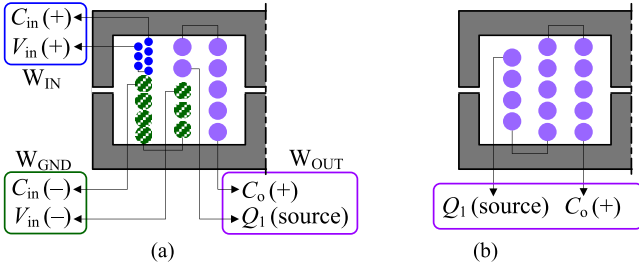 C_in (+)
V_in (+)
W_IN
W_GND
C_in (−)
V_in (−)
W_OUT
C_o (+)
Q_1 (source)
(a)
Q_1 (source) C_o (+)
(b)